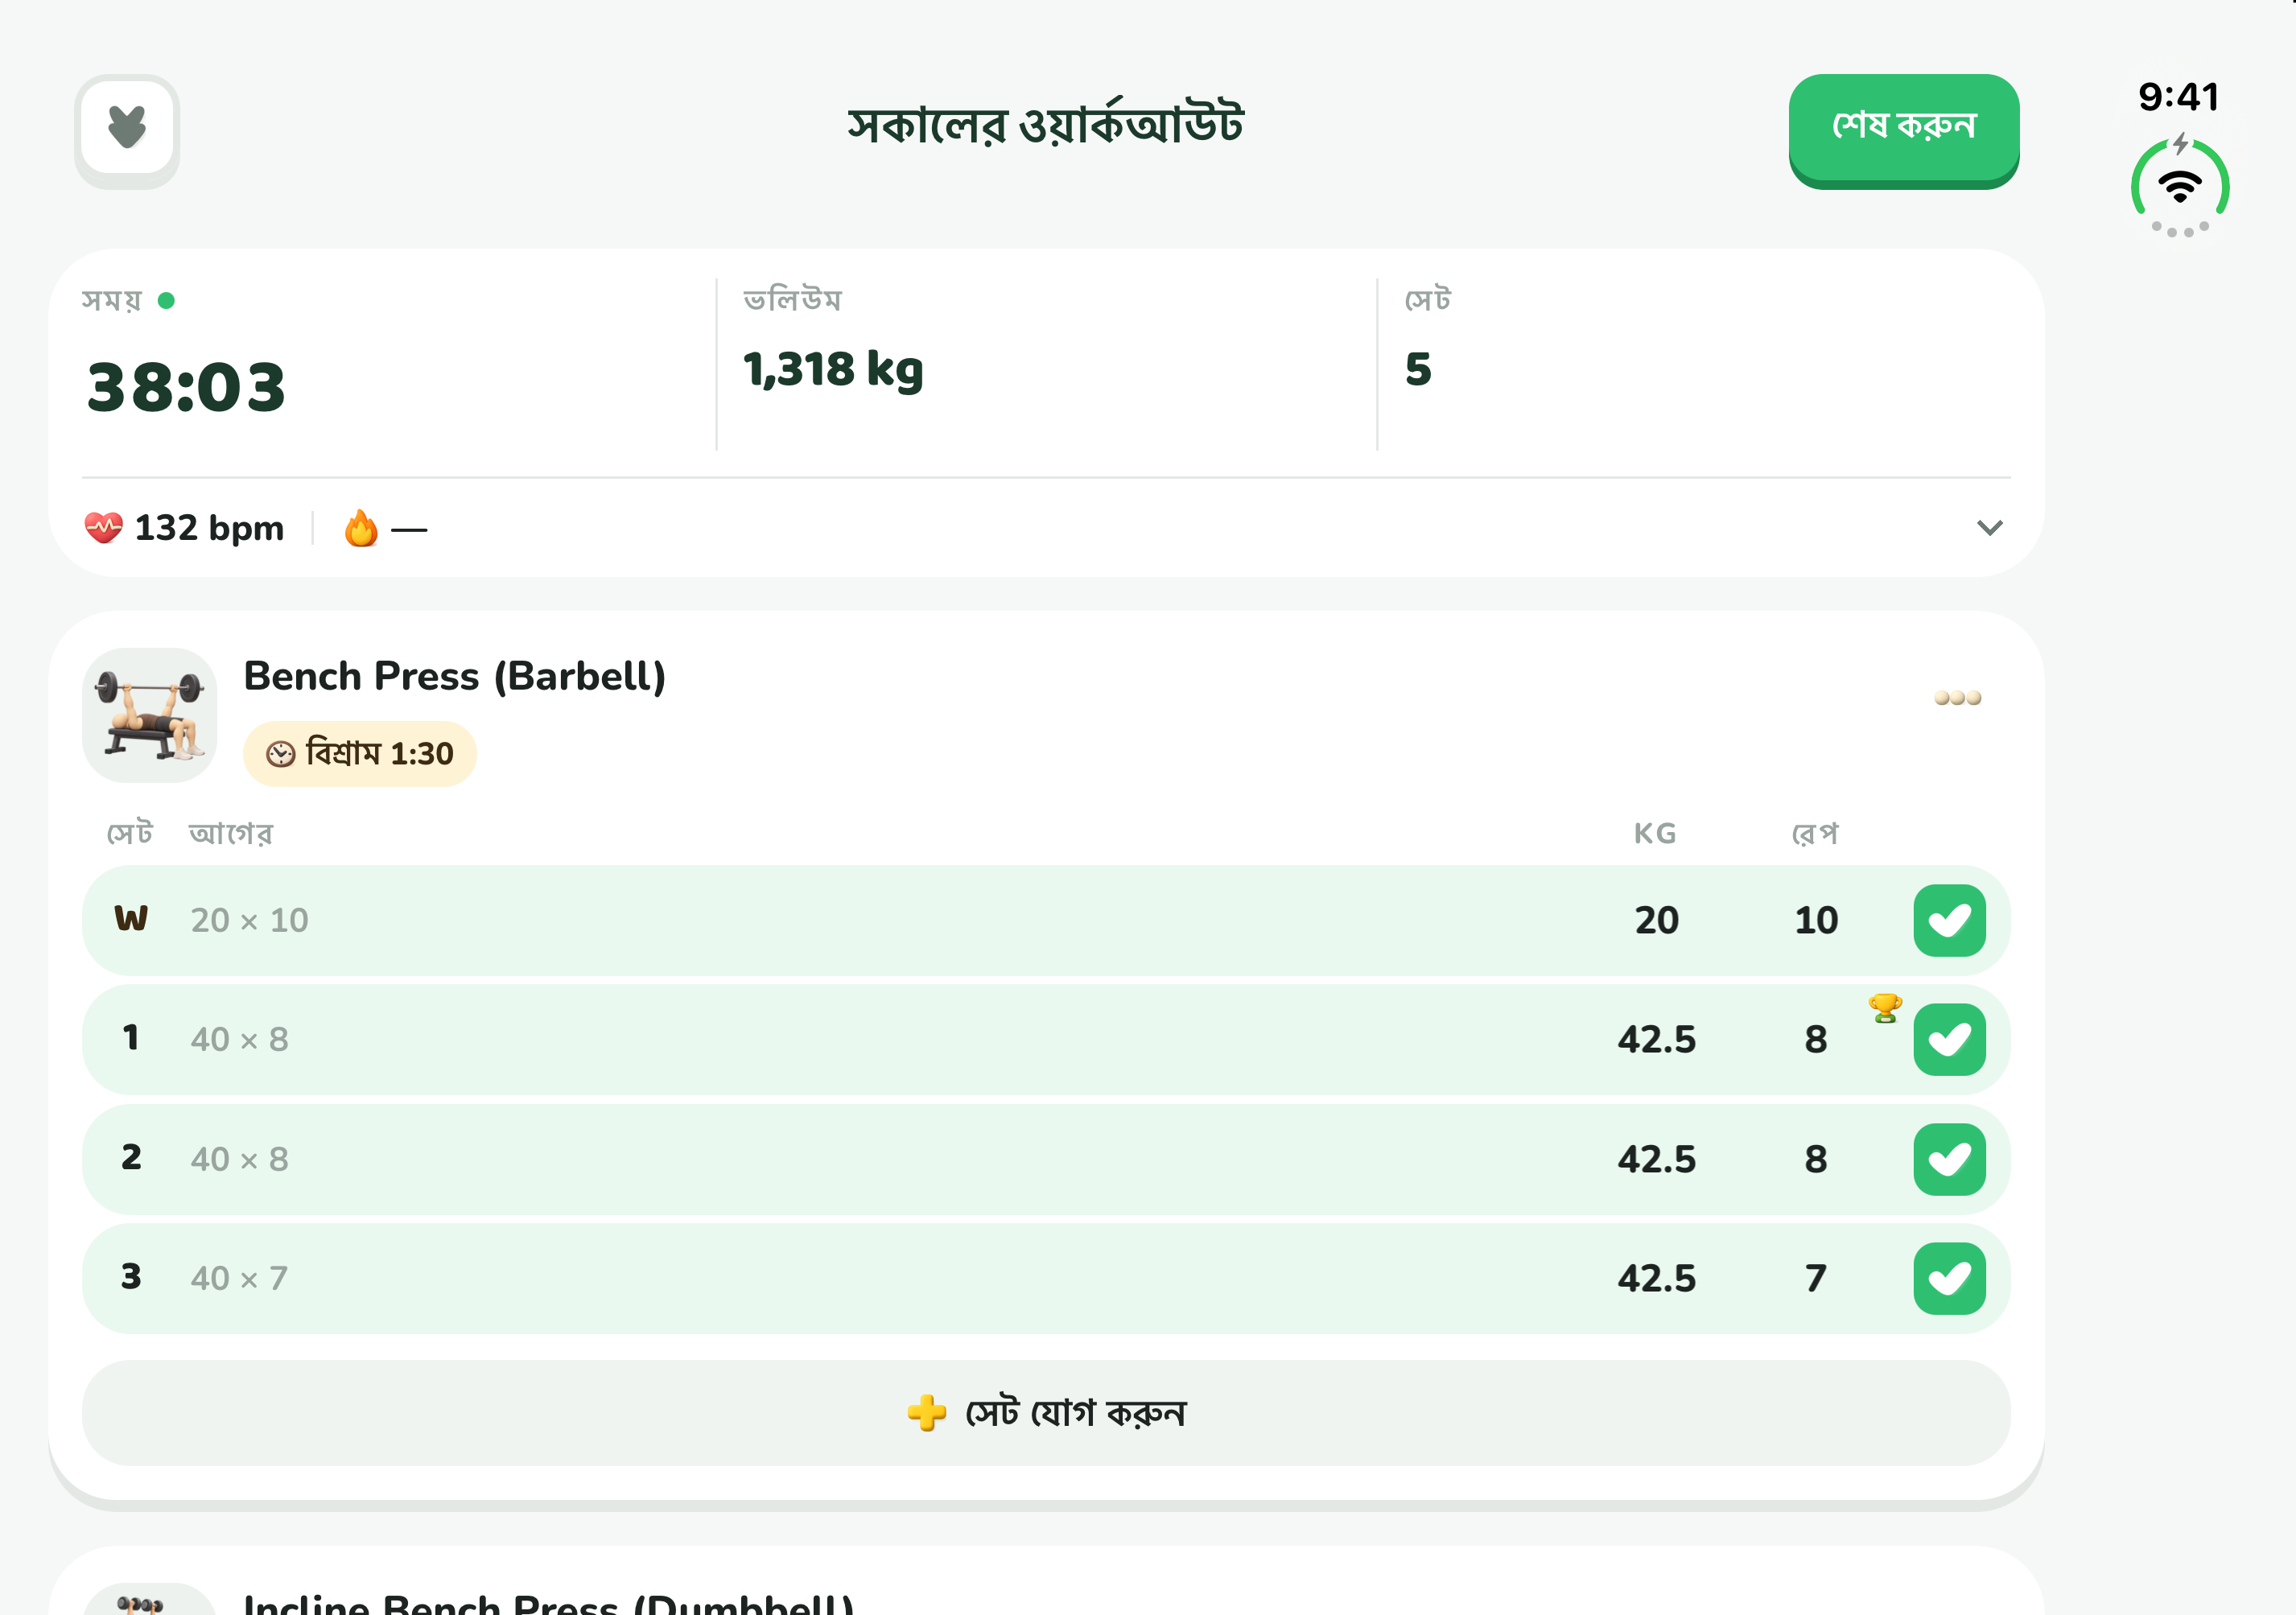 সকালের ওয়ার্কআউট
শেষ করুন
9:41
সময়
ভলিউম
সেট
38:03
1,318 kg
5
132 bpm
—
Bench Press (Barbell)
বিশ্রাম 1:30
সেট আগের KG রেপ
W 20 × 10 20 10
1 40 × 8 42.5 8
2 40 × 8 42.5 8
3 40 × 7 42.5 7
সেট যোগ করুন
Incline Bench Press (Dumbbell)